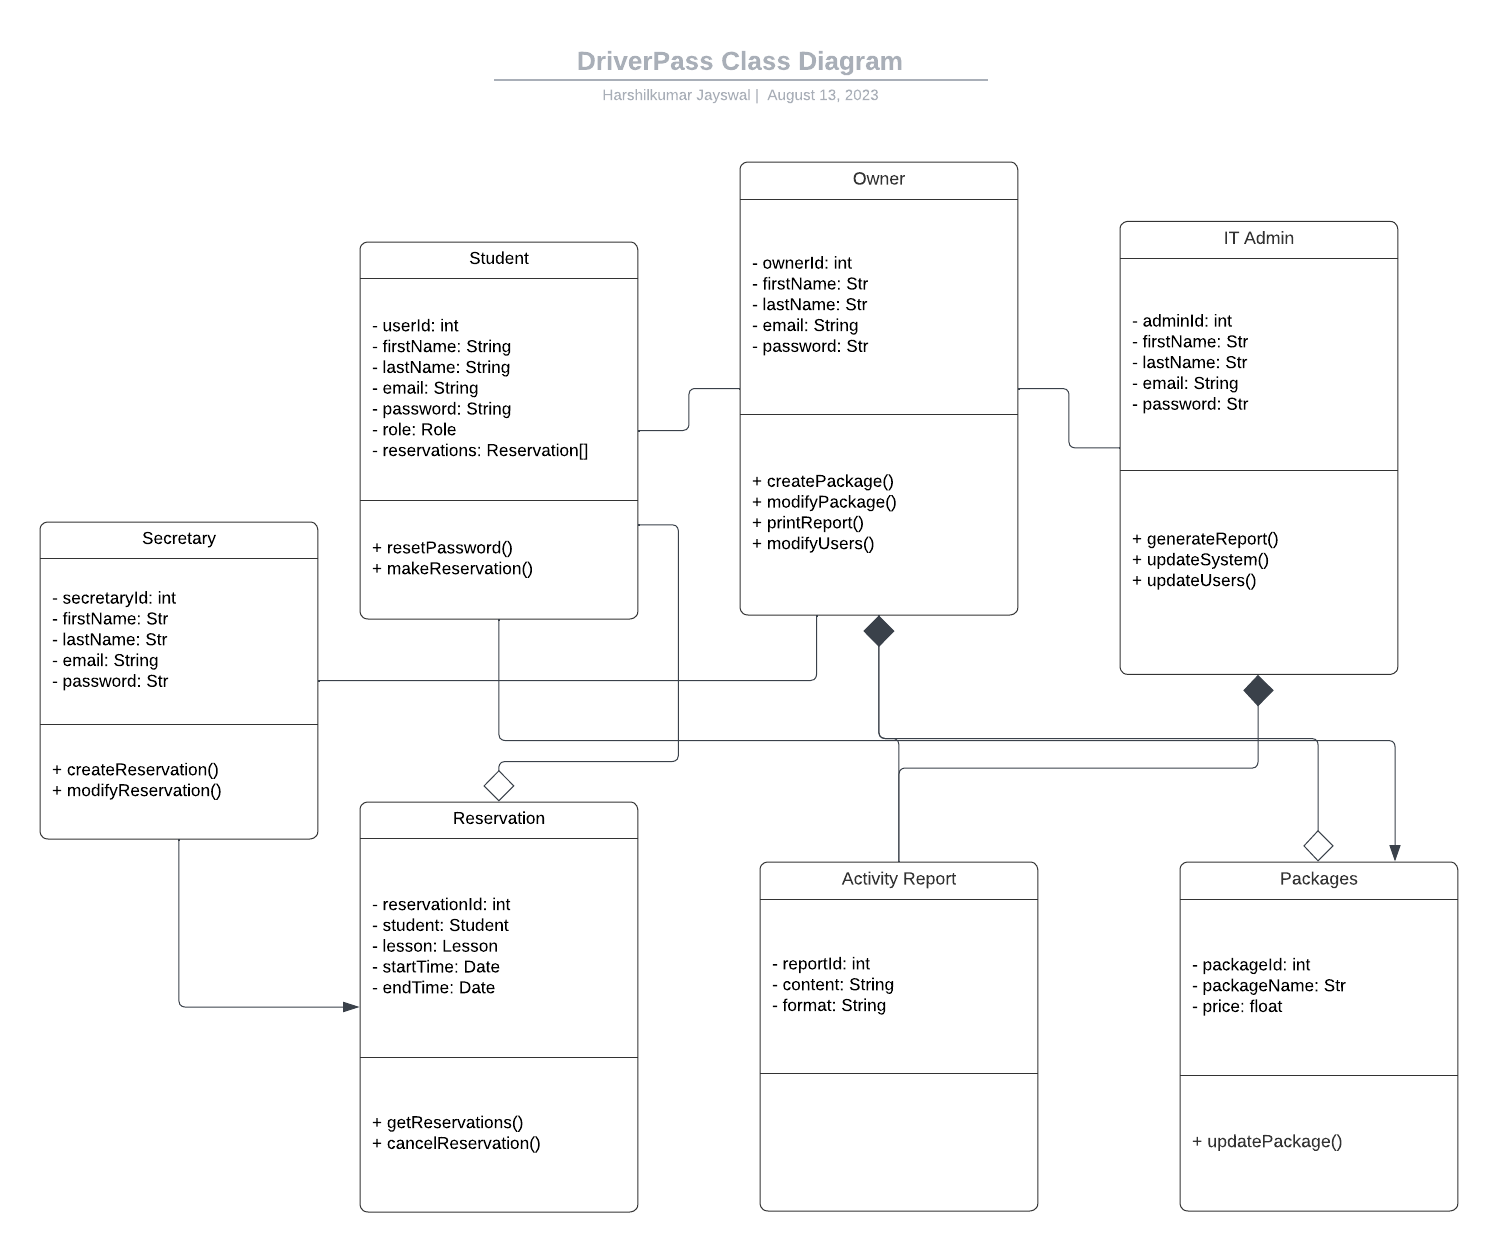 DriverPass Class Diagram
Harshilkumar Jayswal | August 13, 2023
Owner
- ownerId: int
- firstName: Str
- lastName: Str
- email: String
- password: Str
+ createPackage()
+ modifyPackage()
+ printReport()
+ modifyUsers()
IT Admin
- adminId: int
- firstName: Str
- lastName: Str
- email: String
- password: Str
+ generateReport()
+ updateSystem()
+ updateUsers()
Student
- userId: int
- firstName: String
- lastName: String
- email: String
- password: String
- role: Role
- reservations: Reservation[]
+ resetPassword()
+ makeReservation()
Secretary
- secretaryId: int
- firstName: Str
- lastName: Str
- email: String
- password: Str
+ createReservation()
+ modifyReservation()
Reservation
- reservationId: int
- student: Student
- lesson: Lesson
- startTime: Date
- endTime: Date
+ getReservations()
+ cancelReservation()
Activity Report
- reportId: int
- content: String
- format: String
Packages
- packageId: int
- packageName: Str
- price: float
+ updatePackage()